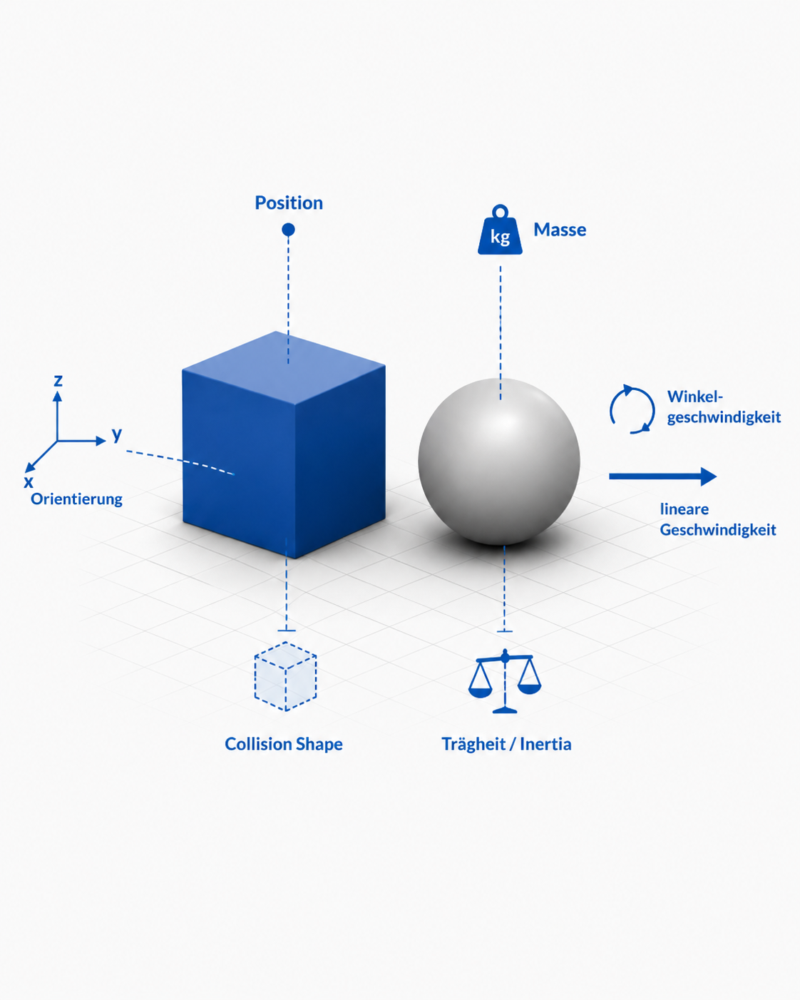 Position
kg
Masse
z
y
x
Orientierung
Winkel-
geschwindigkeit
lineare
Geschwindigkeit
Collision Shape
Trägheit / Inertia